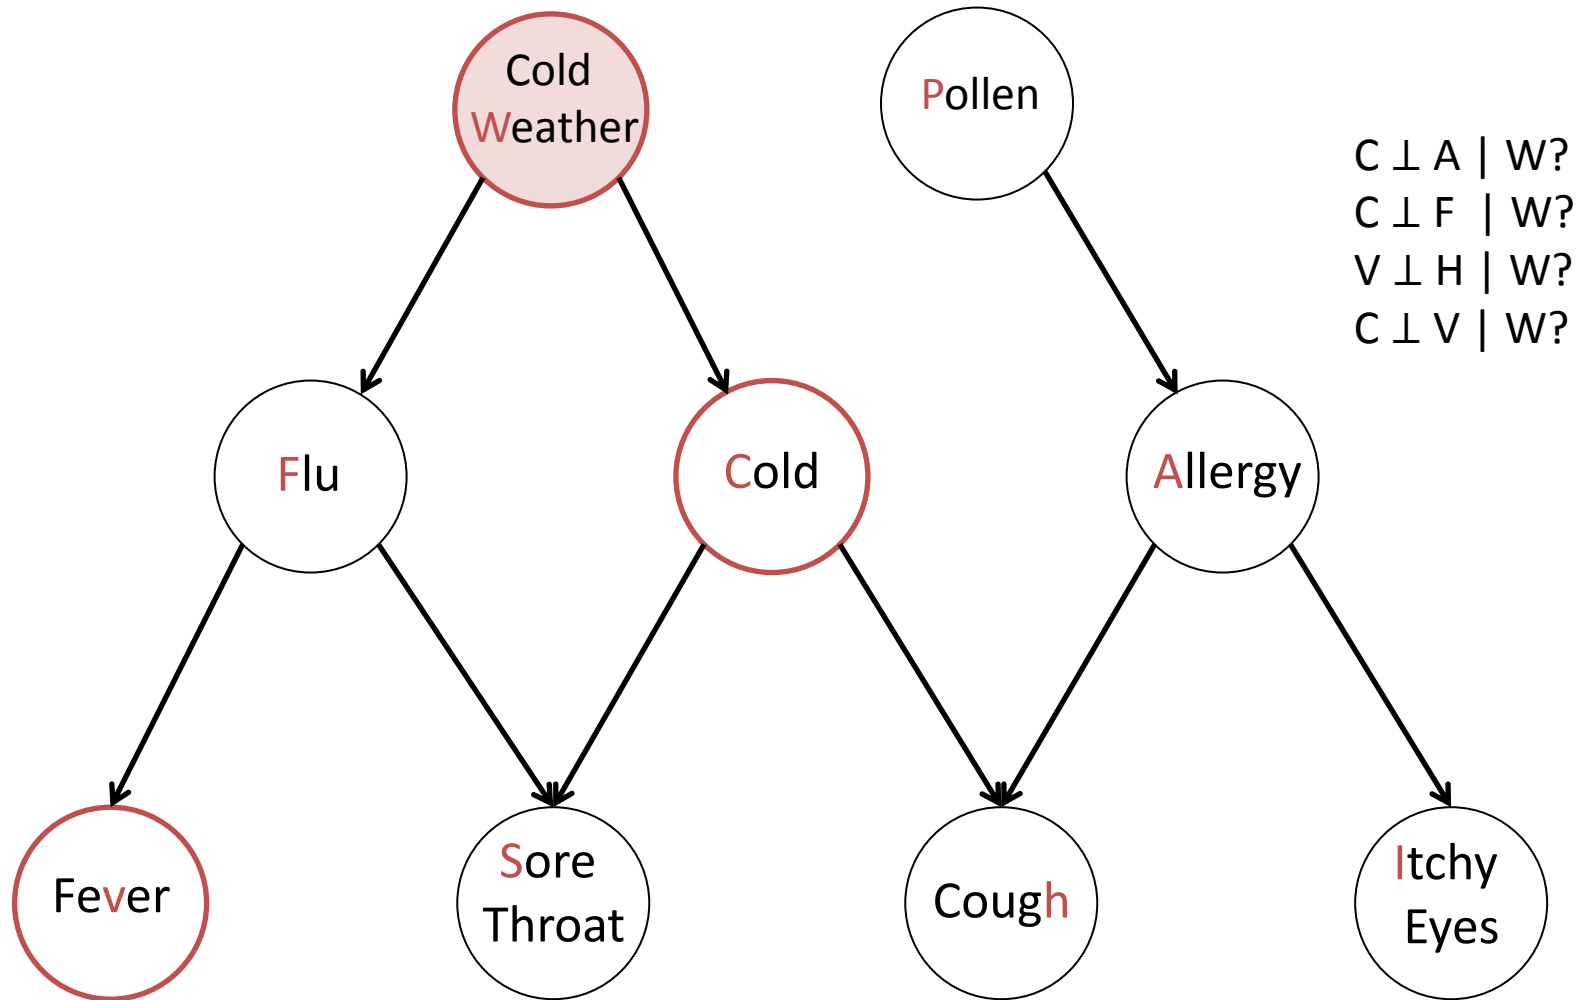 Cold
Weather
Pollen
C ⊥ A | W?
C ⊥ F | W?
V ⊥ H | W?
C ⊥ V | W?
Flu
Cold
Allergy
Fever
Sore
Throat
Cough
Itchy
Eyes